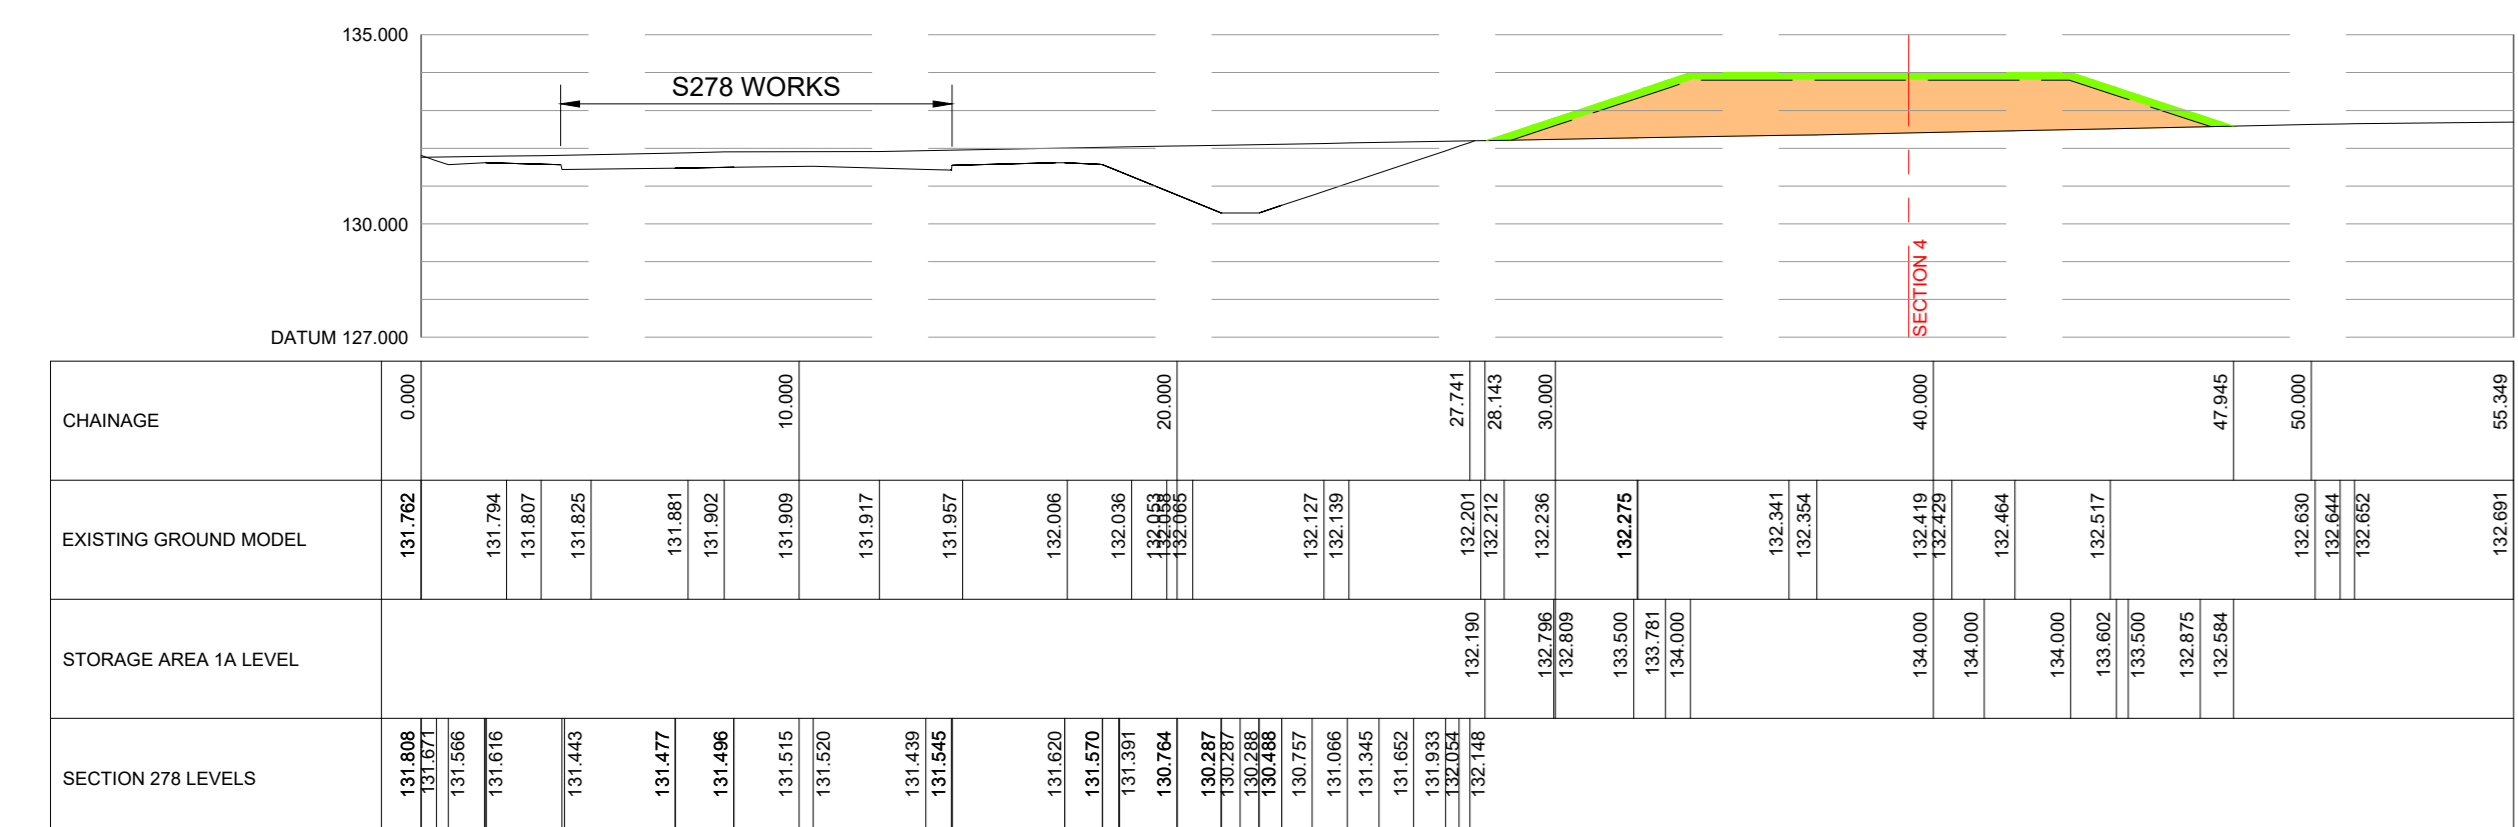 135.000
S278 WORKS
130.000
SECTION 4
DATUM 127.000
CHAINAGE 0.000 10.000 20.000 27.741 28.143 30.000 40.000 47.945 50.000 55.349
EXISTING GROUND MODEL 131.762 131.794 131.807 131.825 131.881 131.902 131.909 131.917 131.957 132.006 132.036 132.053 132.058 132.065 132.127 132.139 132.201 132.212 132.236 132.275 132.341 132.354 132.419 132.429 132.464 132.517 132.630 132.644 132.652 132.691
STORAGE AREA 1A LEVEL 132.190 132.796 132.809 133.500 133.781 134.000 134.000 134.000 134.000 133.602 133.500 132.875 132.584
SECTION 278 LEVELS 131.808 131.671 131.566 131.616 131.443 131.477 131.496 131.515 131.520 131.439 131.545 131.620 131.570 131.391 130.764 130.287 130.287 130.288 130.488 130.757 131.066 131.345 131.652 131.933 132.054 132.148